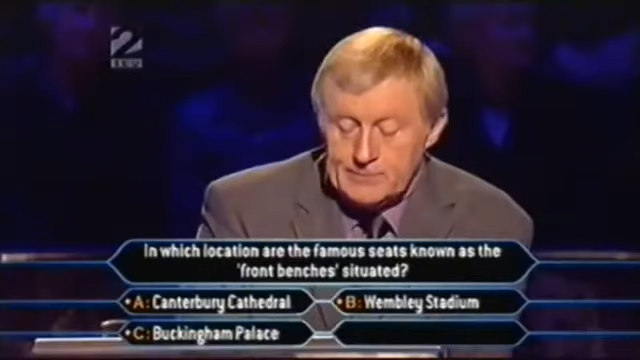 2
In which location are the famous seats known as the
'front benches' situated?
A: Canterbury Cathedral
B: Wembley Stadium
C: Buckingham Palace